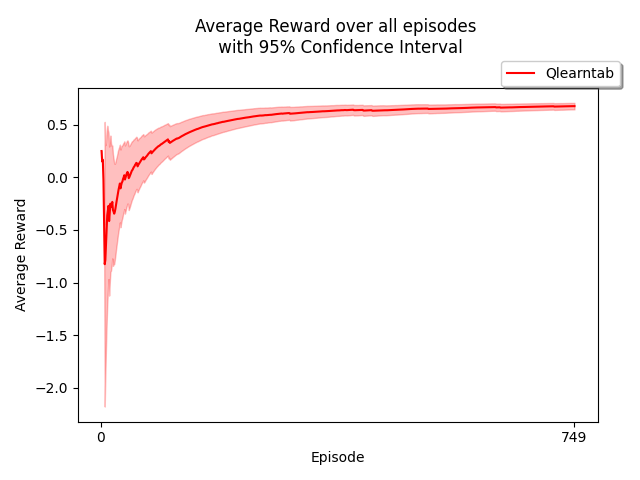 Average Reward over all episodes
with 95% Confidence Interval
Qlearntab
0.5
0.0
−0.5
−1.0
−1.5
−2.0
Average Reward
0
749
Episode